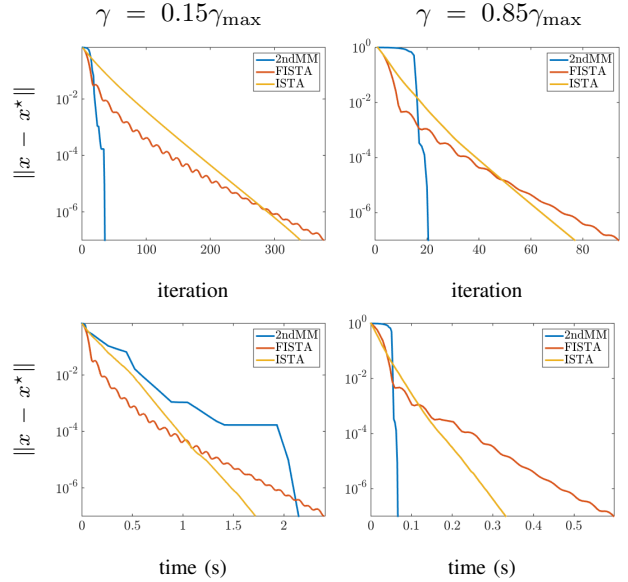 γ = 0.15γmax
γ = 0.85γmax
‖x − x⋆‖
10^-2
10^-4
10^-6
0
100
200
300
2ndMM
FISTA
ISTA
iteration
10^0
10^-2
10^-4
10^-6
0
20
40
60
80
2ndMM
FISTA
ISTA
iteration
‖x − x⋆‖
10^-2
10^-4
10^-6
0
0.5
1
1.5
2
2ndMM
FISTA
ISTA
time (s)
10^0
10^-2
10^-4
10^-6
0
0.1
0.2
0.3
0.4
0.5
2ndMM
FISTA
ISTA
time (s)